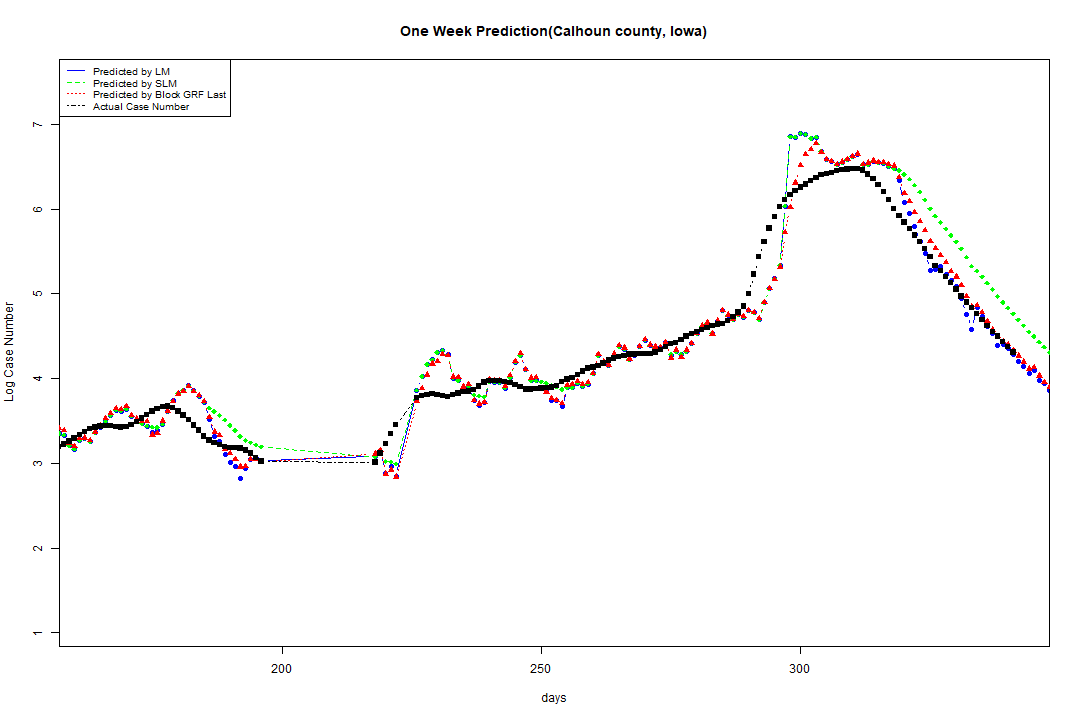 One Week Prediction(Calhoun county, Iowa)
Predicted by LM
Predicted by SLM
Predicted by Block GRF Last
Actual Case Number
Log Case Number
7
6
5
4
3
2
1
200 250 300
days